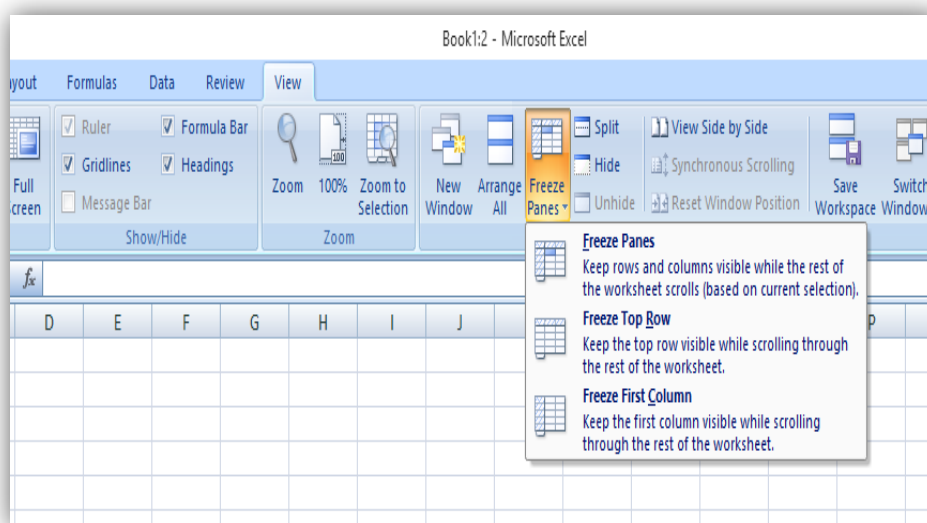 Book1:2 - Microsoft Excel
yout Formulas Data Review View
Ruler Formula Bar
Gridlines Headings
Message Bar
Show/Hide
Full
creen
Zoom 100% Zoom to
Selection
Zoom
New
Window
Arrange
All
Freeze
Panes
Split
Hide
Unhide
View Side by Side
Synchronous Scrolling
Reset Window Position
Save
Workspace
Switch
Window
fx
Freeze Panes
Keep rows and columns visible while the rest of
the worksheet scrolls (based on current selection).
Freeze Top Row
Keep the top row visible while scrolling through
the rest of the worksheet.
Freeze First Column
Keep the first column visible while scrolling
through the rest of the worksheet.
D E F G H I J P